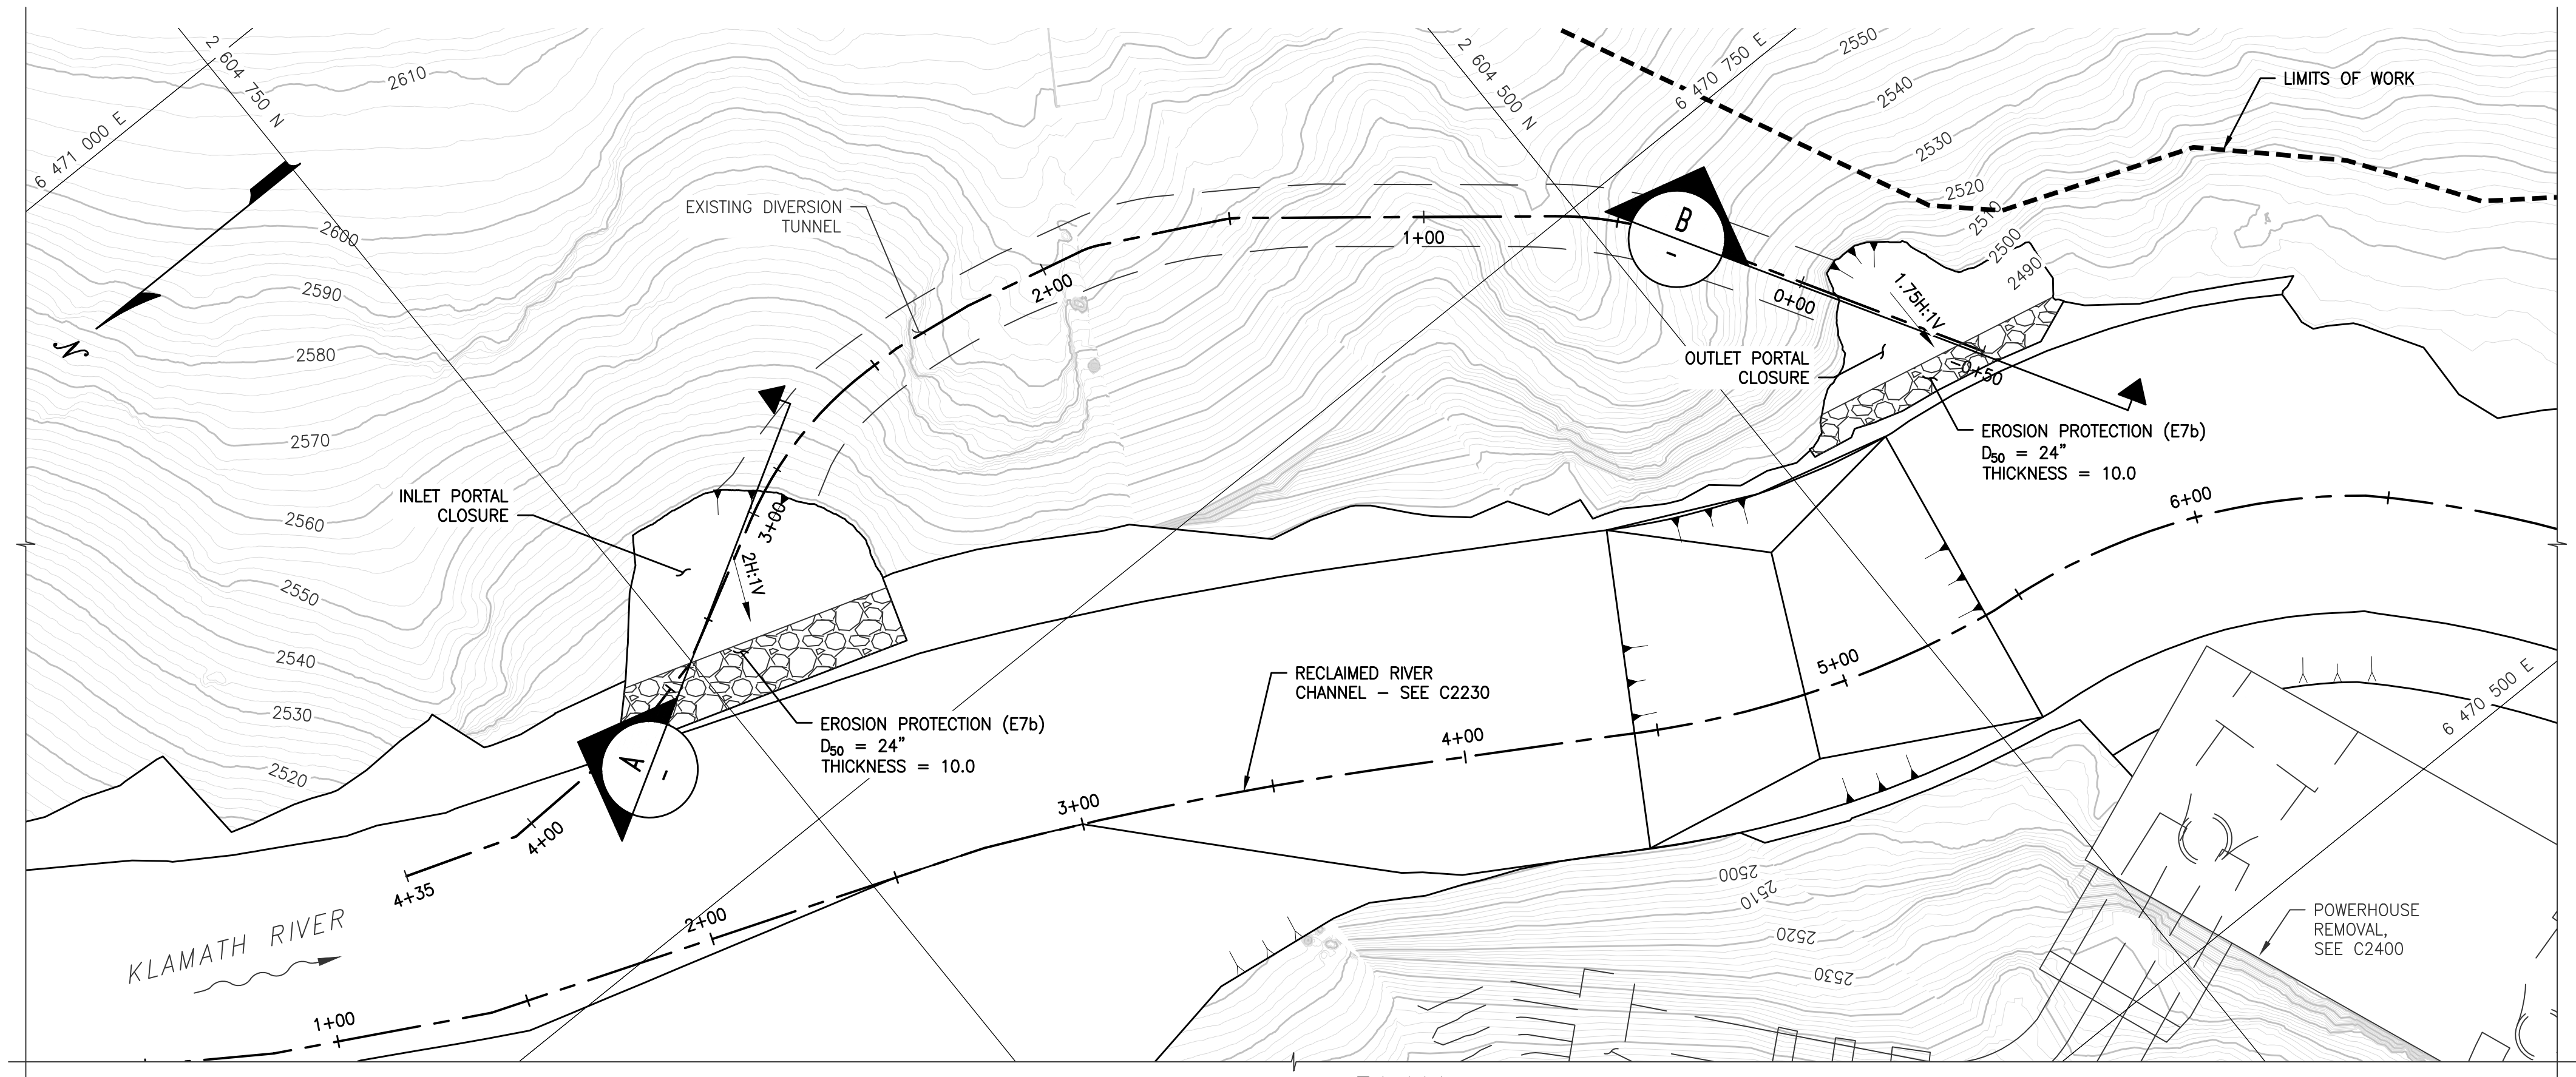 2 604 750 N
6 471 000 E
2610
2600
2590
2580
2570
2560
2550
2540
2530
2520
N
EXISTING DIVERSION
TUNNEL
2+00
1+00
0+00
-0+50
B
-
2 604 500 N
6 470 750 E
2550
2540
2530
2520
2510
2500
2490
LIMITS OF WORK
1.75H:1V
OUTLET PORTAL
CLOSURE
EROSION PROTECTION (E7b)
D50 = 24”
THICKNESS = 10.0
INLET PORTAL
CLOSURE
3+00
2H:1V
EROSION PROTECTION (E7b)
D50 = 24”
THICKNESS = 10.0
A
-
4+00
4+35
KLAMATH RIVER
1+00
2+00
3+00
4+00
5+00
6+00
RECLAIMED RIVER
CHANNEL – SEE C2230
2500
2510
2520
2530
6 470 500 E
POWERHOUSE
REMOVAL,
SEE C2400